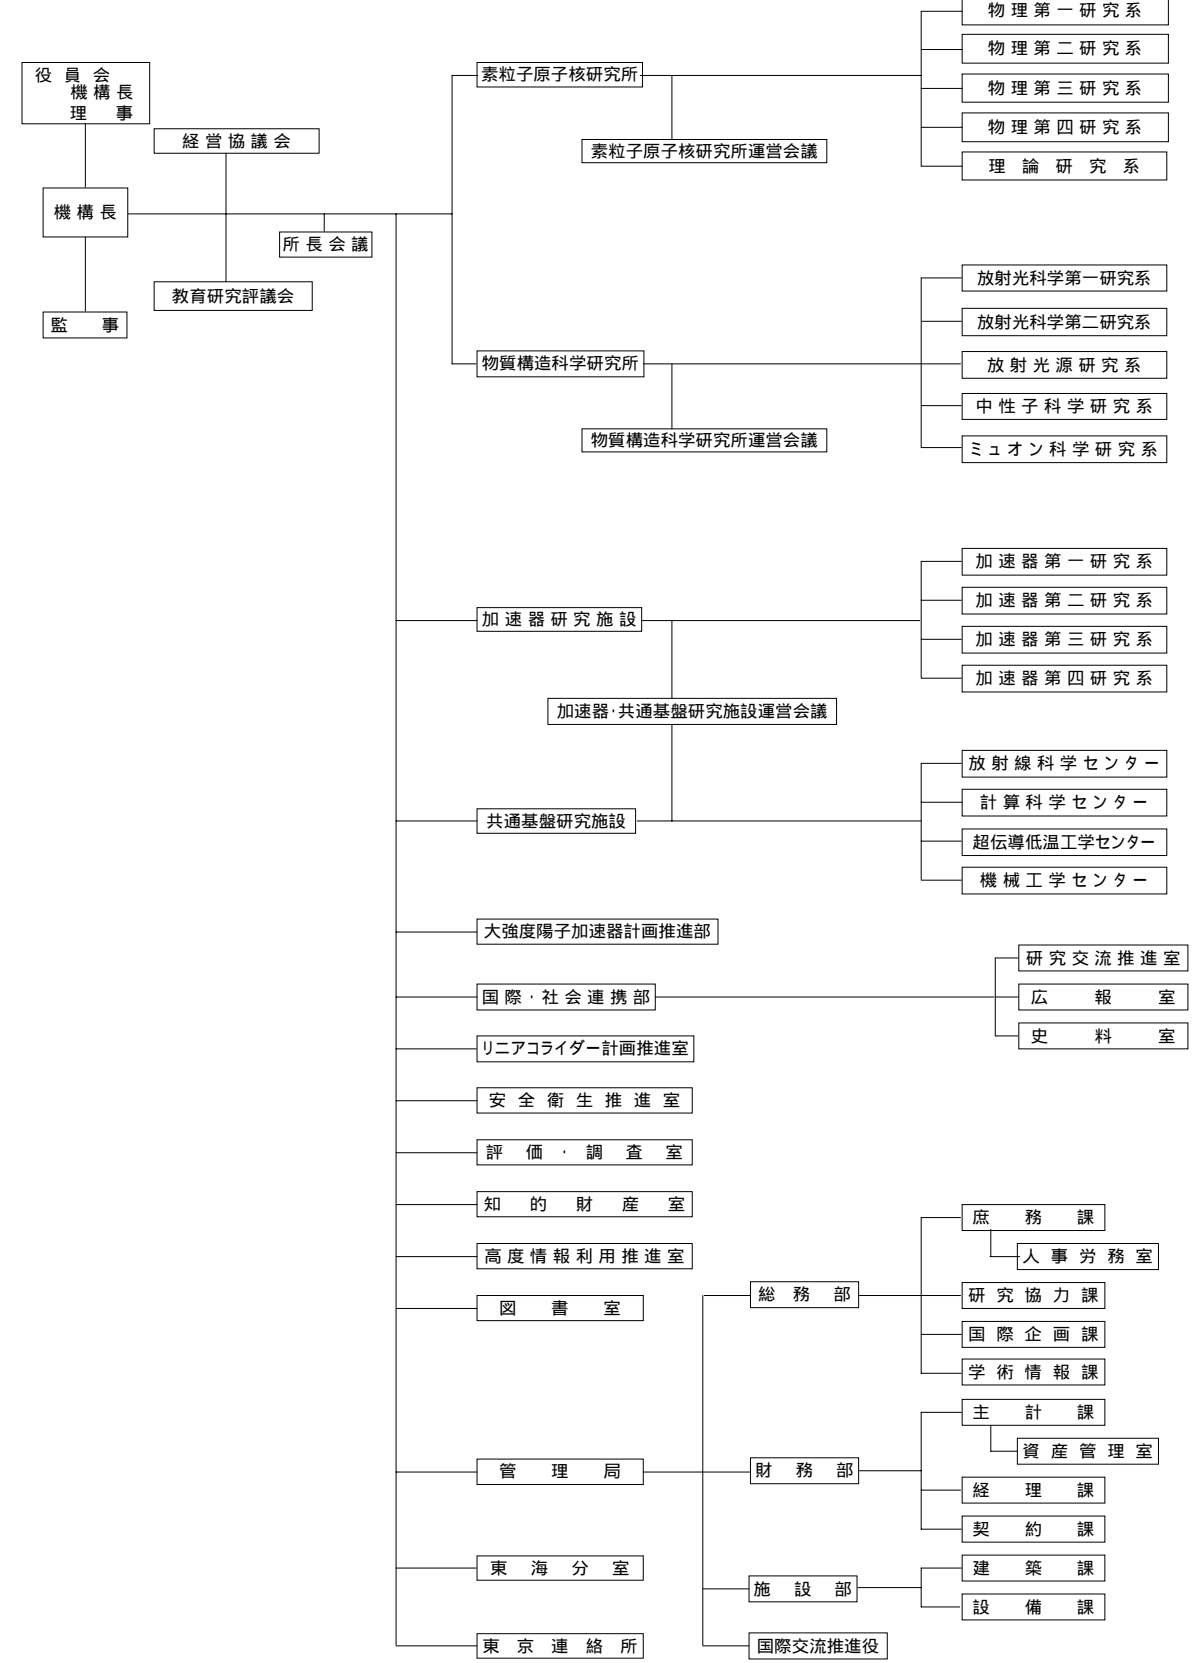 役員会
機構長
理事
経営協議会
機構長
所長会議
教育研究評議会
監事
素粒子原子核研究所
素粒子原子核研究所運営会議
物理第一研究系
物理第二研究系
物理第三研究系
物理第四研究系
理論研究系
物質構造科学研究所
物質構造科学研究所運営会議
放射光科学第一研究系
放射光科学第二研究系
放射光源研究系
中性子科学研究系
ミュオン科学研究系
加速器研究施設
加速器第一研究系
加速器第二研究系
加速器第三研究系
加速器第四研究系
加速器・共通基盤研究施設運営会議
共通基盤研究施設
放射線科学センター
計算科学センター
超伝導低温工学センター
機械工学センター
大強度陽子加速器計画推進部
国際・社会連携部
研究交流推進室
広報室
史料室
リニアコライダー計画推進室
安全衛生推進室
評価・調査室
知的財産室
高度情報利用推進室
図書室
管理局
総務部
庶務課
人事労務室
研究協力課
国際企画課
学術情報課
財務部
主計課
資産管理室
経理課
契約課
施設部
建築課
設備課
国際交流推進役
東海分室
東京連絡所